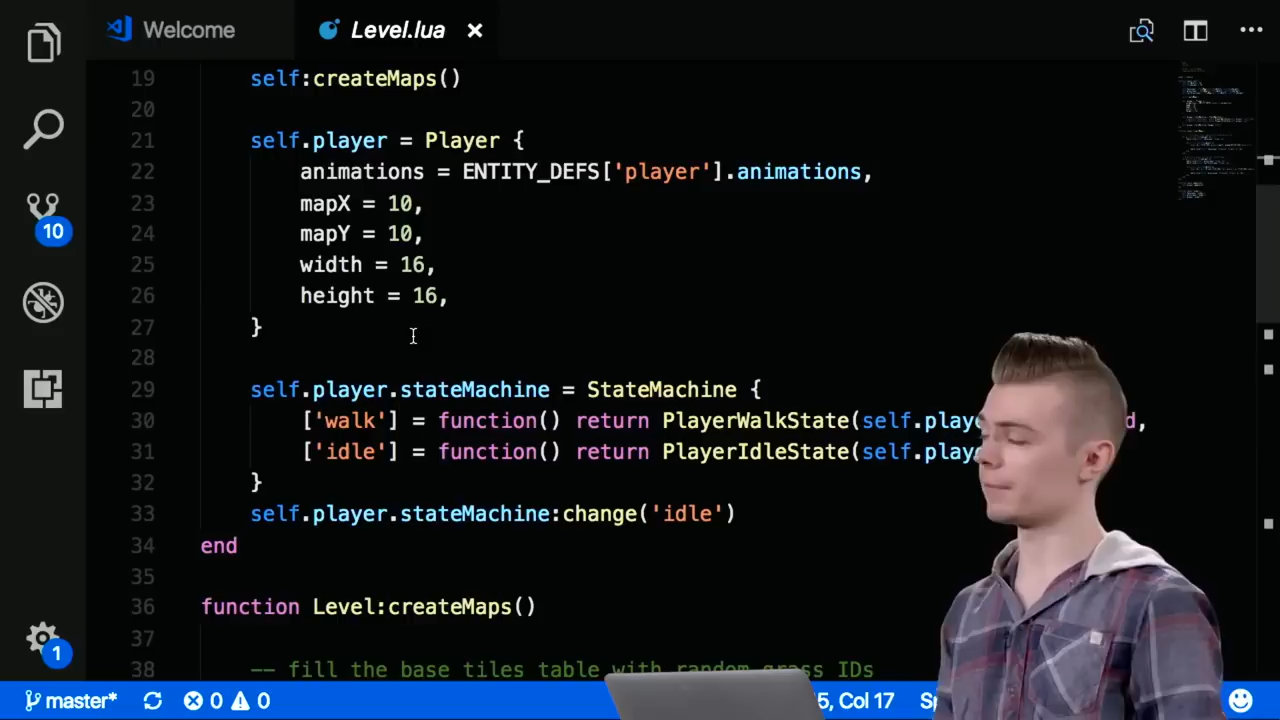 Welcome
Level.lua
19 self:createMaps()
20
21 self.player = Player {
22 animations = ENTITY_DEFS['player'].animations,
23 mapX = 10,
24 mapY = 10,
25 width = 16,
26 height = 16,
27 }
28
29 self.player.stateMachine = StateMachine {
30 ['walk'] = function() return PlayerWalkState(self.
31 ['idle'] = function() return PlayerIdleState(self.
32 }
33 self.player.stateMachine:change('idle')
34 end
35
36 function Level:createMaps()
37
38 -- fill the base tiles table with random grass IDs
10
1
master* 0 0 Col 17